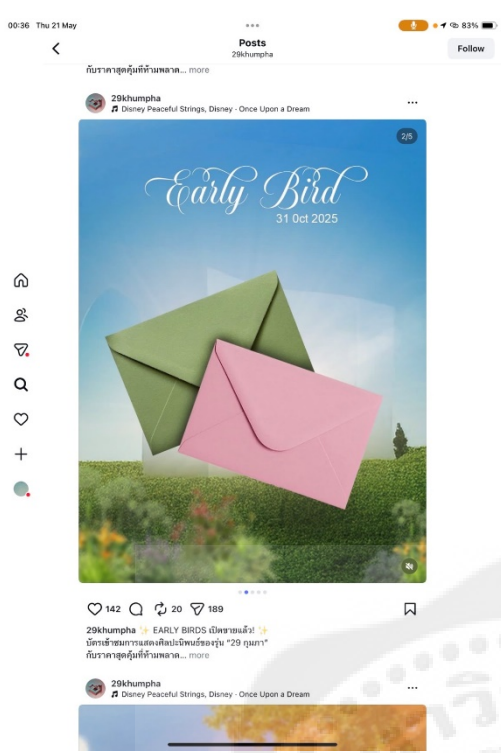 00:36 Thu 21 May
83%
Posts
29khumpha
Follow
กับราคาสุดคุ้มที่ห้ามพลาด... more
29khumpha
Disney Peaceful Strings, Disney · Once Upon a Dream
2/5
Early Bird
31 Oct 2025
142
20
189
29khumpha ✨ EARLY BIRDS เปิดขายแล้ว! ✨
บัตรเข้าชมการแสดงศิลปะนิพนธ์ของรุ่น “29 กุมภา”
กับราคาสุดคุ้มที่ห้ามพลาด... more
29khumpha
Disney Peaceful Strings, Disney · Once Upon a Dream